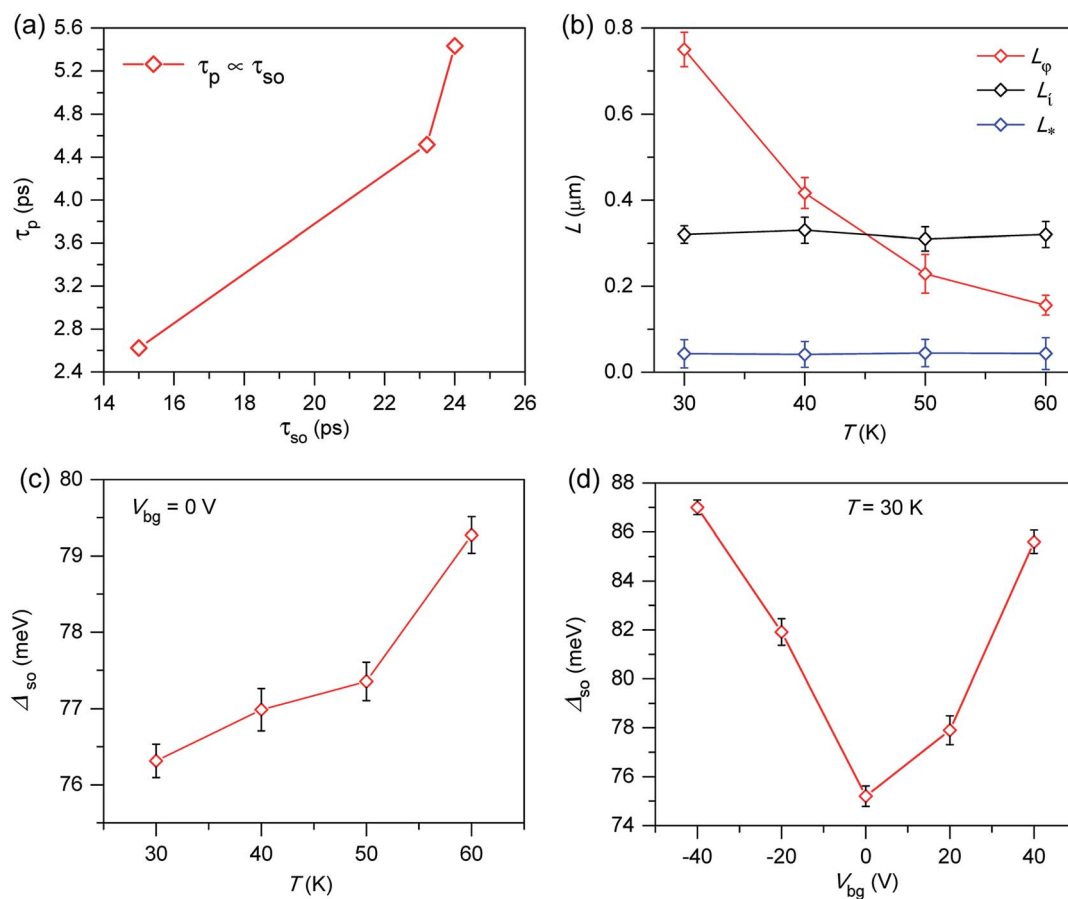 (a)
τp ∝ τso
5.6
5.2
4.8
4.4
4.0
3.6
3.2
2.8
2.4
τp (ps)
14 16 18 20 22 24 26
τso (ps)
(b)
Lφ
Lí
L*
0.8
0.6
0.4
0.2
0.0
L (μm)
30 40 50 60
T (K)
(c)
Vbg = 0 V
80
79
78
77
76
Δso (meV)
30 40 50 60
T (K)
(d)
T = 30 K
88
86
84
82
80
78
76
74
Δso (meV)
-40 -20 0 20 40
Vbg (V)